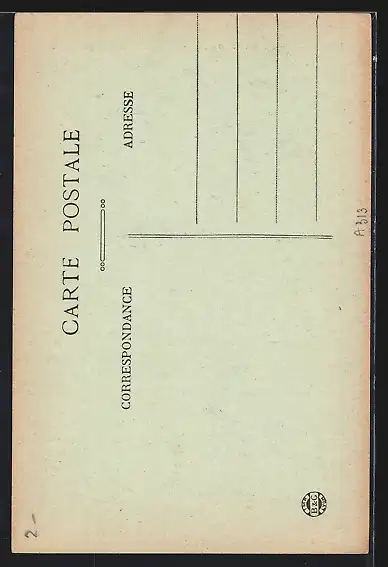 CARTE POSTALE
CORRESPONDANCE
ADRESSE
B&G
A 313
2-